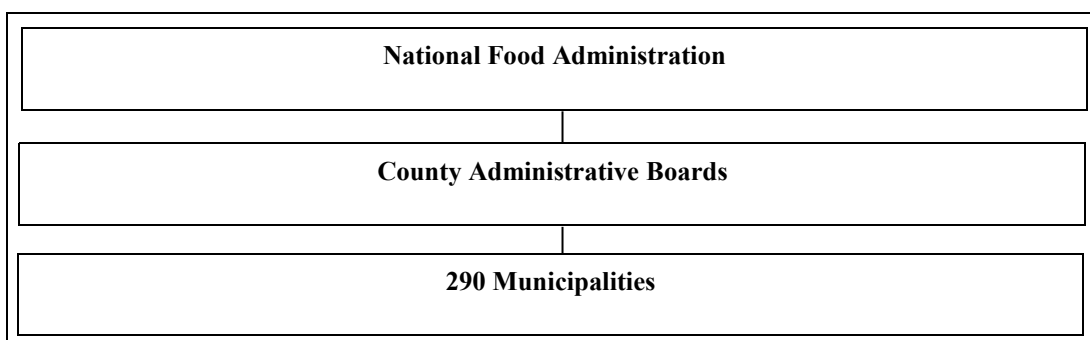 National Food Administration
County Administrative Boards
290 Municipalities